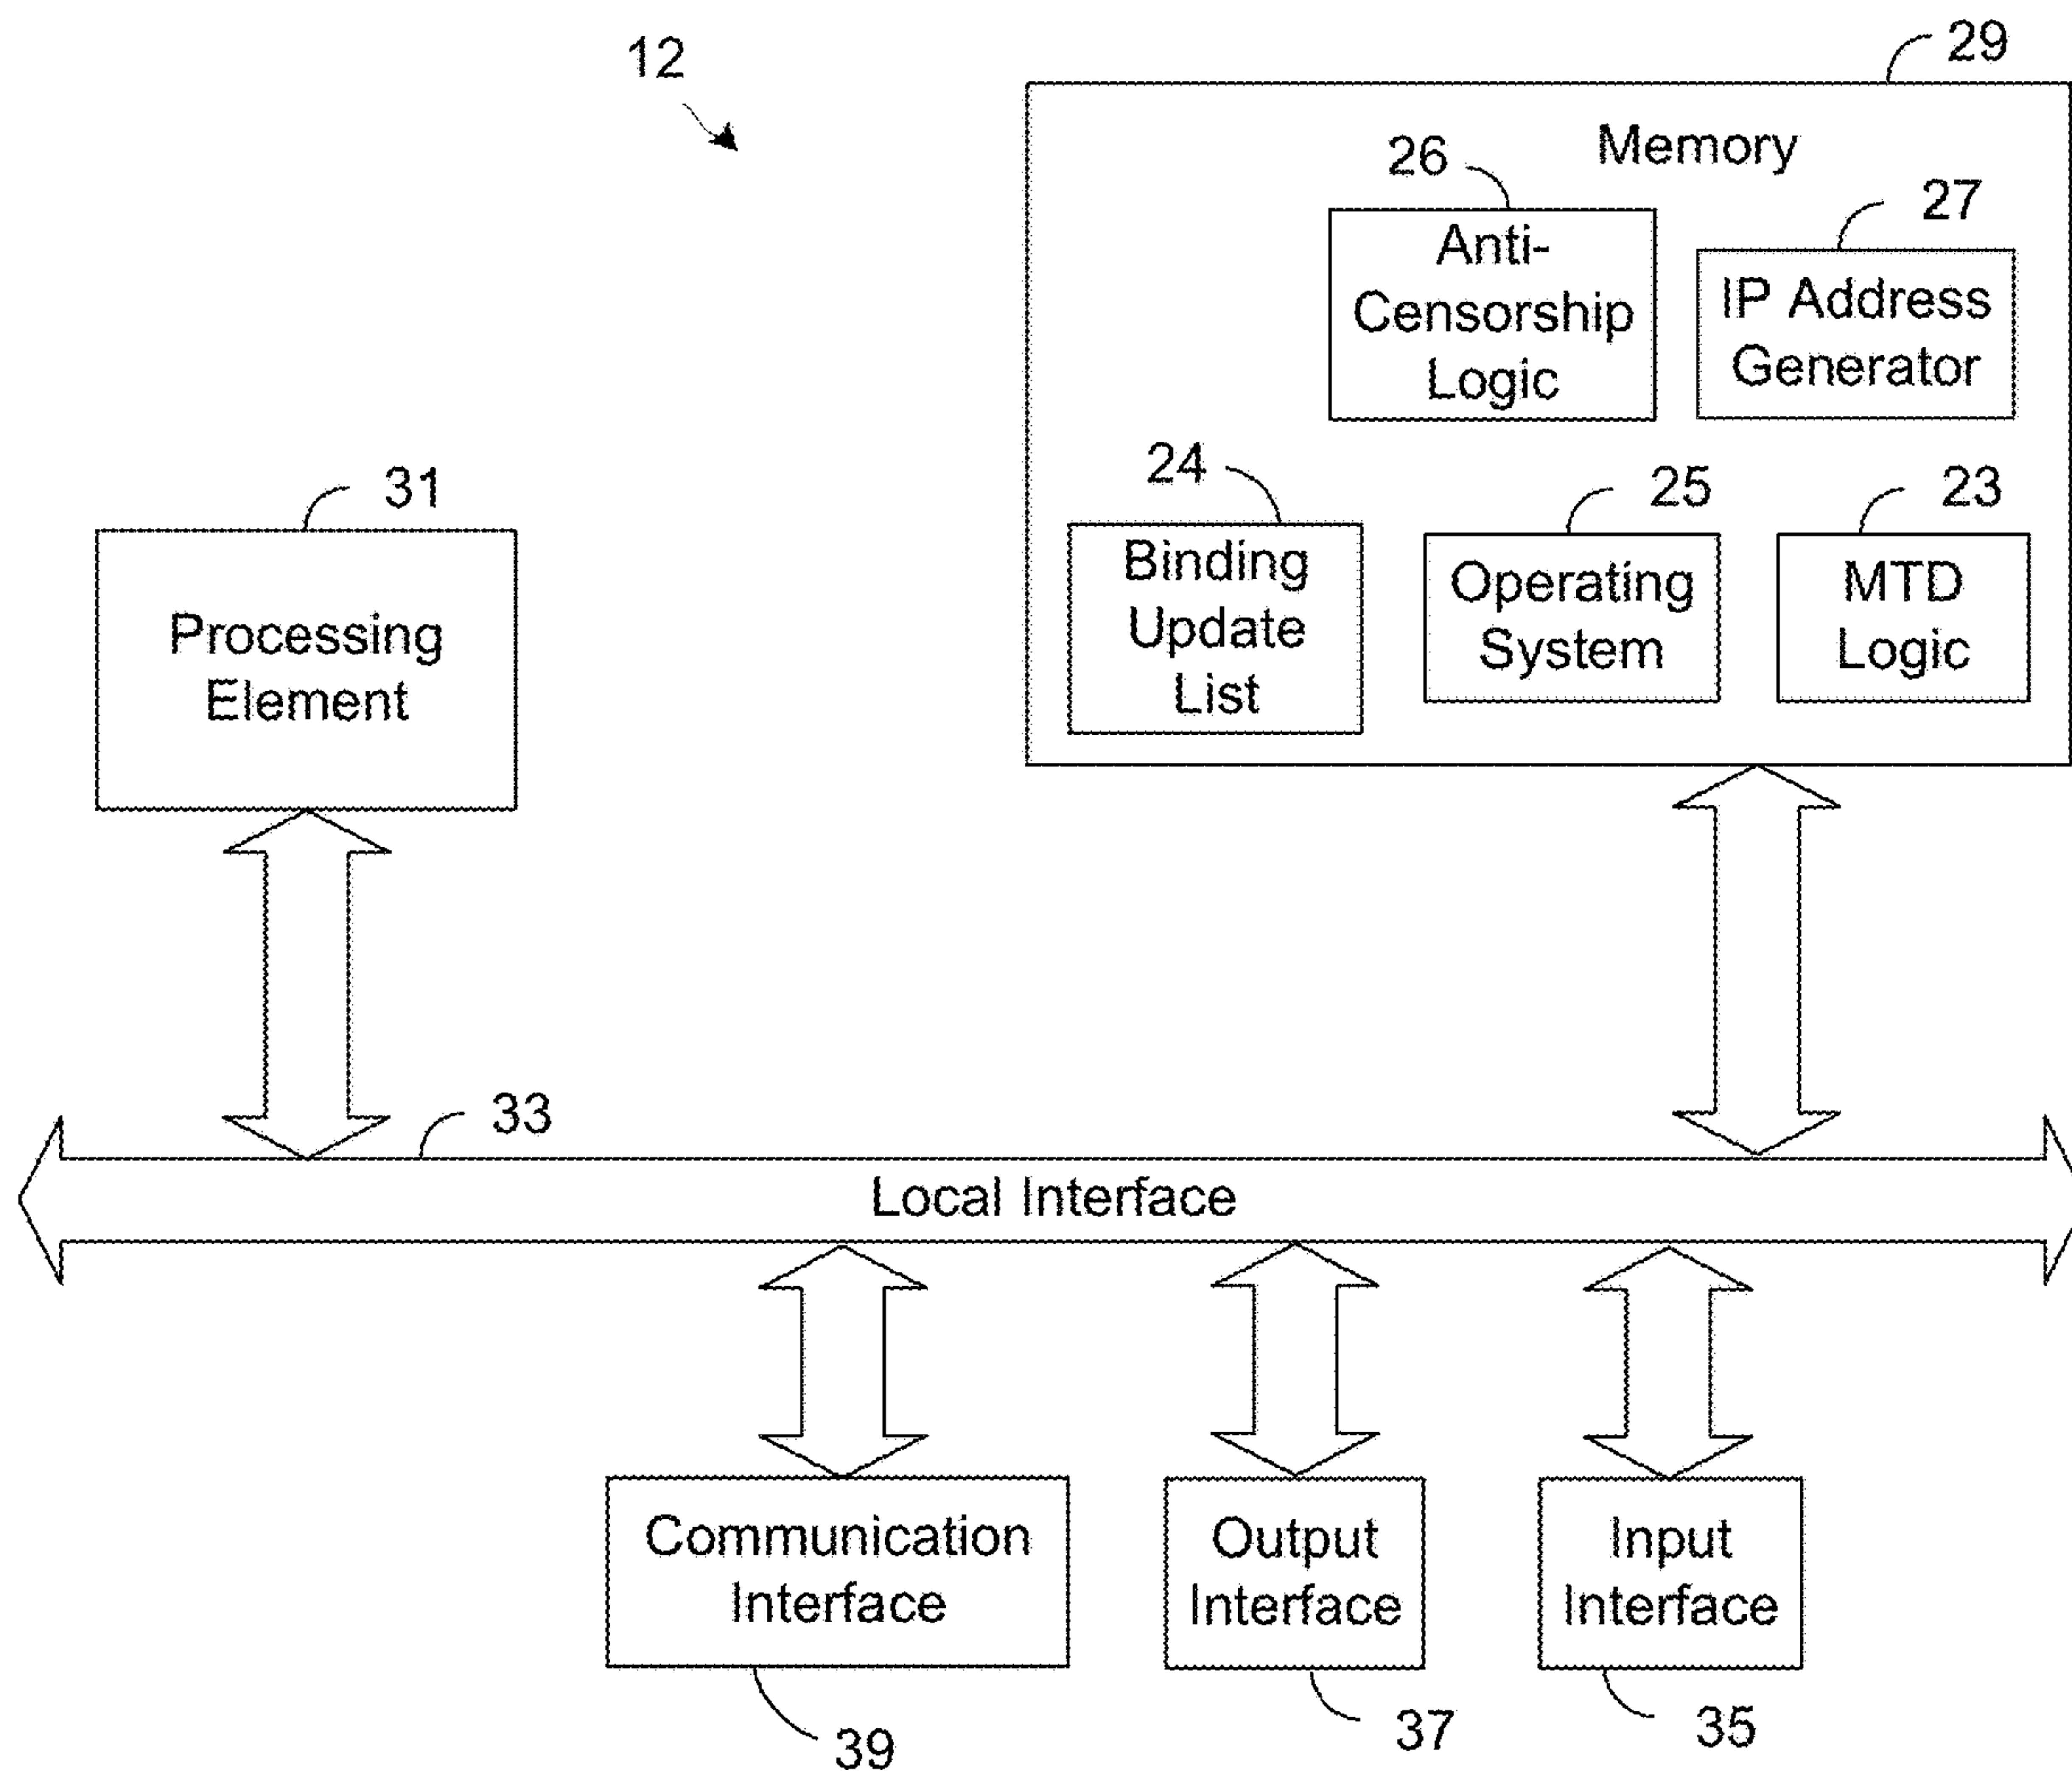 12
29
Memory
26
27
Anti-
Censorship
Logic
IP Address
Generator
24
25
23
Binding
Update
List
Operating
System
MTD
Logic
31
Processing
Element
33
Local Interface
Communication
Interface
Output
Interface
Input
Interface
39
37
35